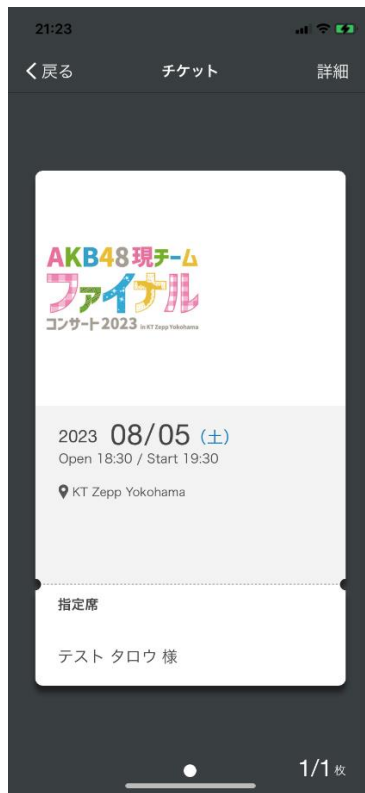 21:23
戻る
チケット
詳細
AKB48現チーム
ファイナル
コンサート2023 in KT Zepp Yokohama
2023 08/05 (土)
Open 18:30 / Start 19:30
KT Zepp Yokohama
指定席
テスト タロウ 様
1/1枚